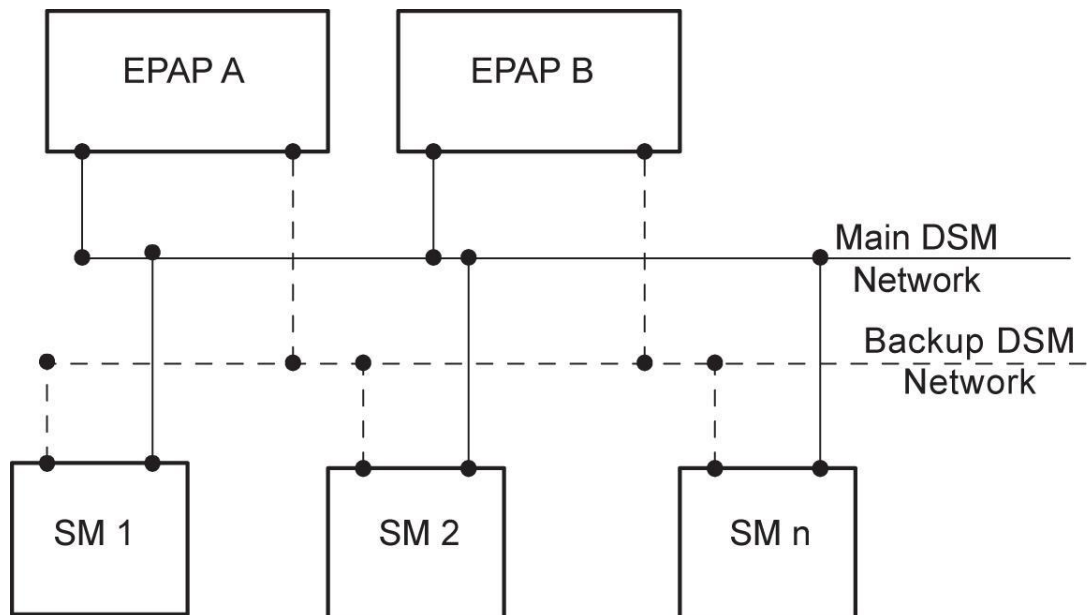 EPAP A
EPAP B
Main DSM
Network
Backup DSM
Network
SM 1
SM 2
SM n